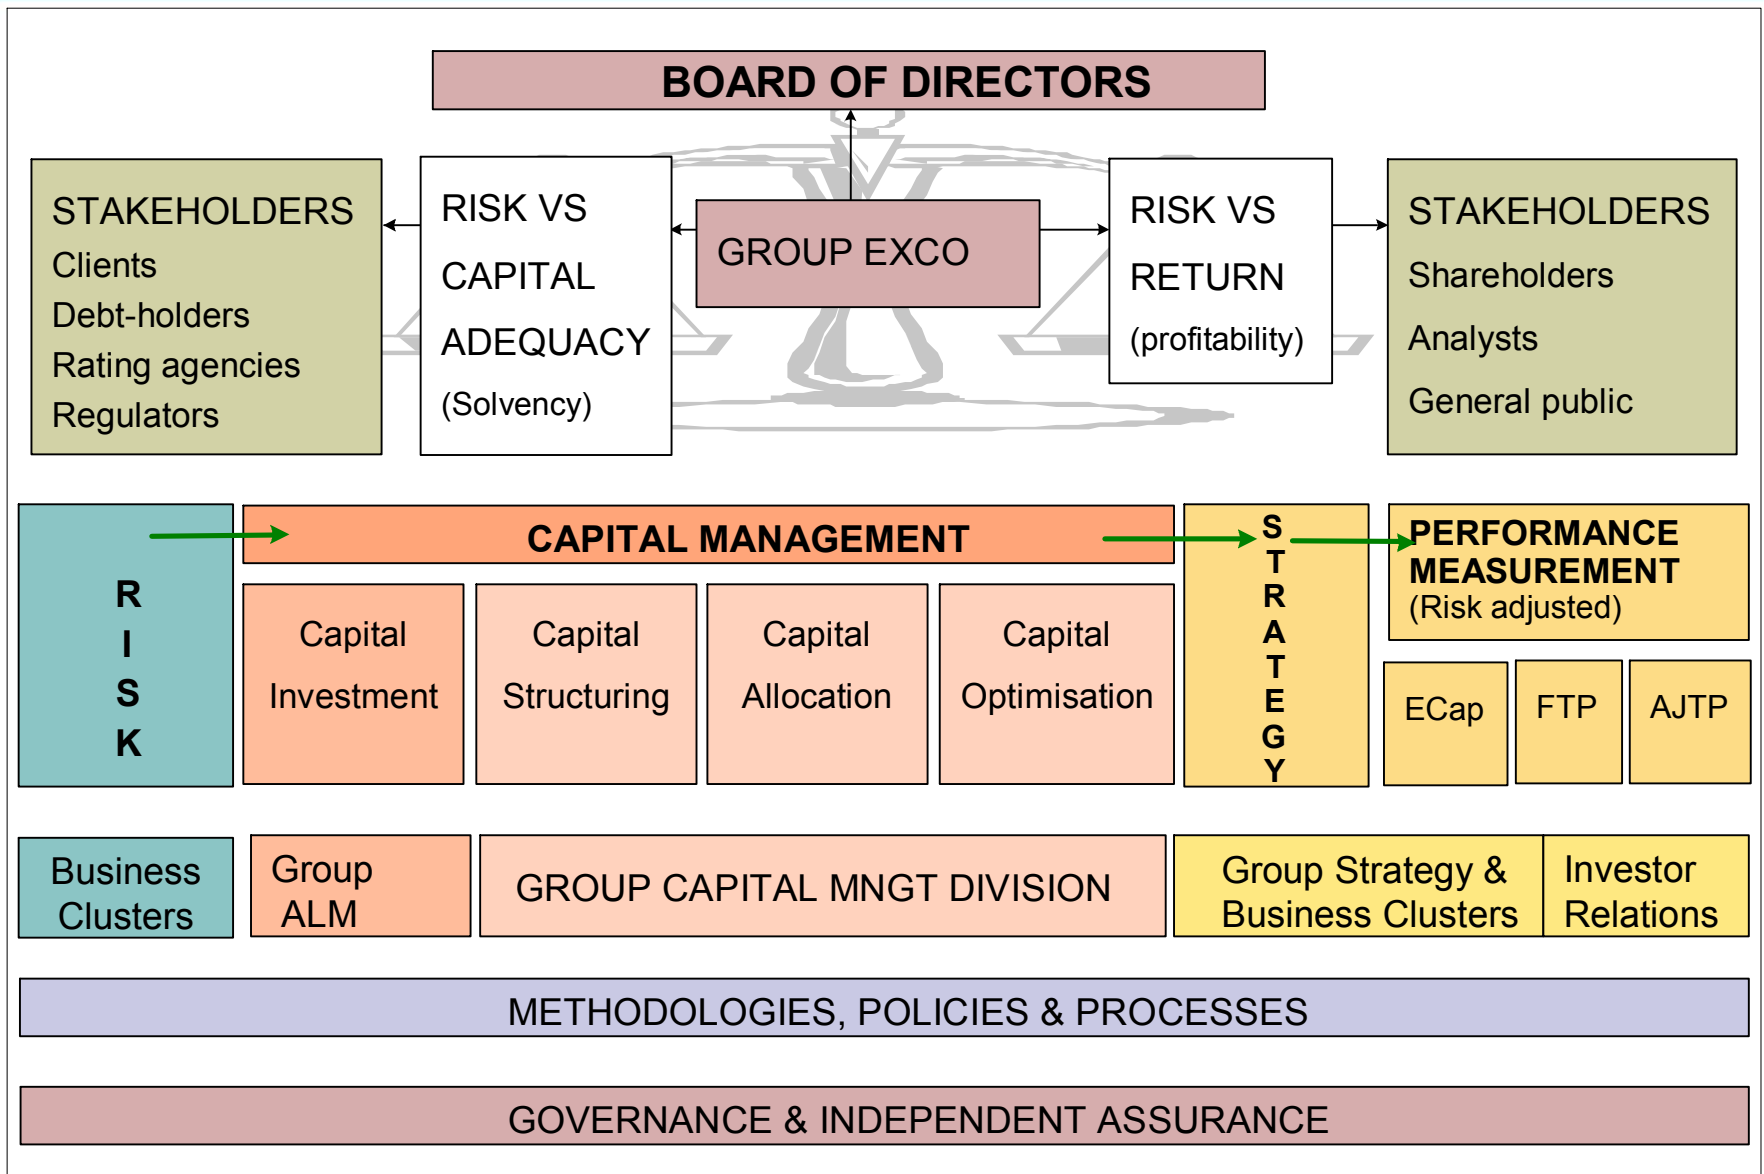 BOARD OF DIRECTORS
STAKEHOLDERS
Clients
Debt-holders
Rating agencies
Regulators
RISK VS
CAPITAL
ADEQUACY
(Solvency)
GROUP EXCO
RISK VS
RETURN
(profitability)
STAKEHOLDERS
Shareholders
Analysts
General public
RISK
CAPITAL MANAGEMENT
Capital
Investment
Capital
Structuring
Capital
Allocation
Capital
Optimisation
STRATEGY
PERFORMANCE
MEASUREMENT
(Risk adjusted)
ECap
FTP
AJTP
Business
Clusters
Group
ALM
GROUP CAPITAL MNGT DIVISION
Group Strategy &
Business Clusters
Investor
Relations
METHODOLOGIES, POLICIES & PROCESSES
GOVERNANCE & INDEPENDENT ASSURANCE